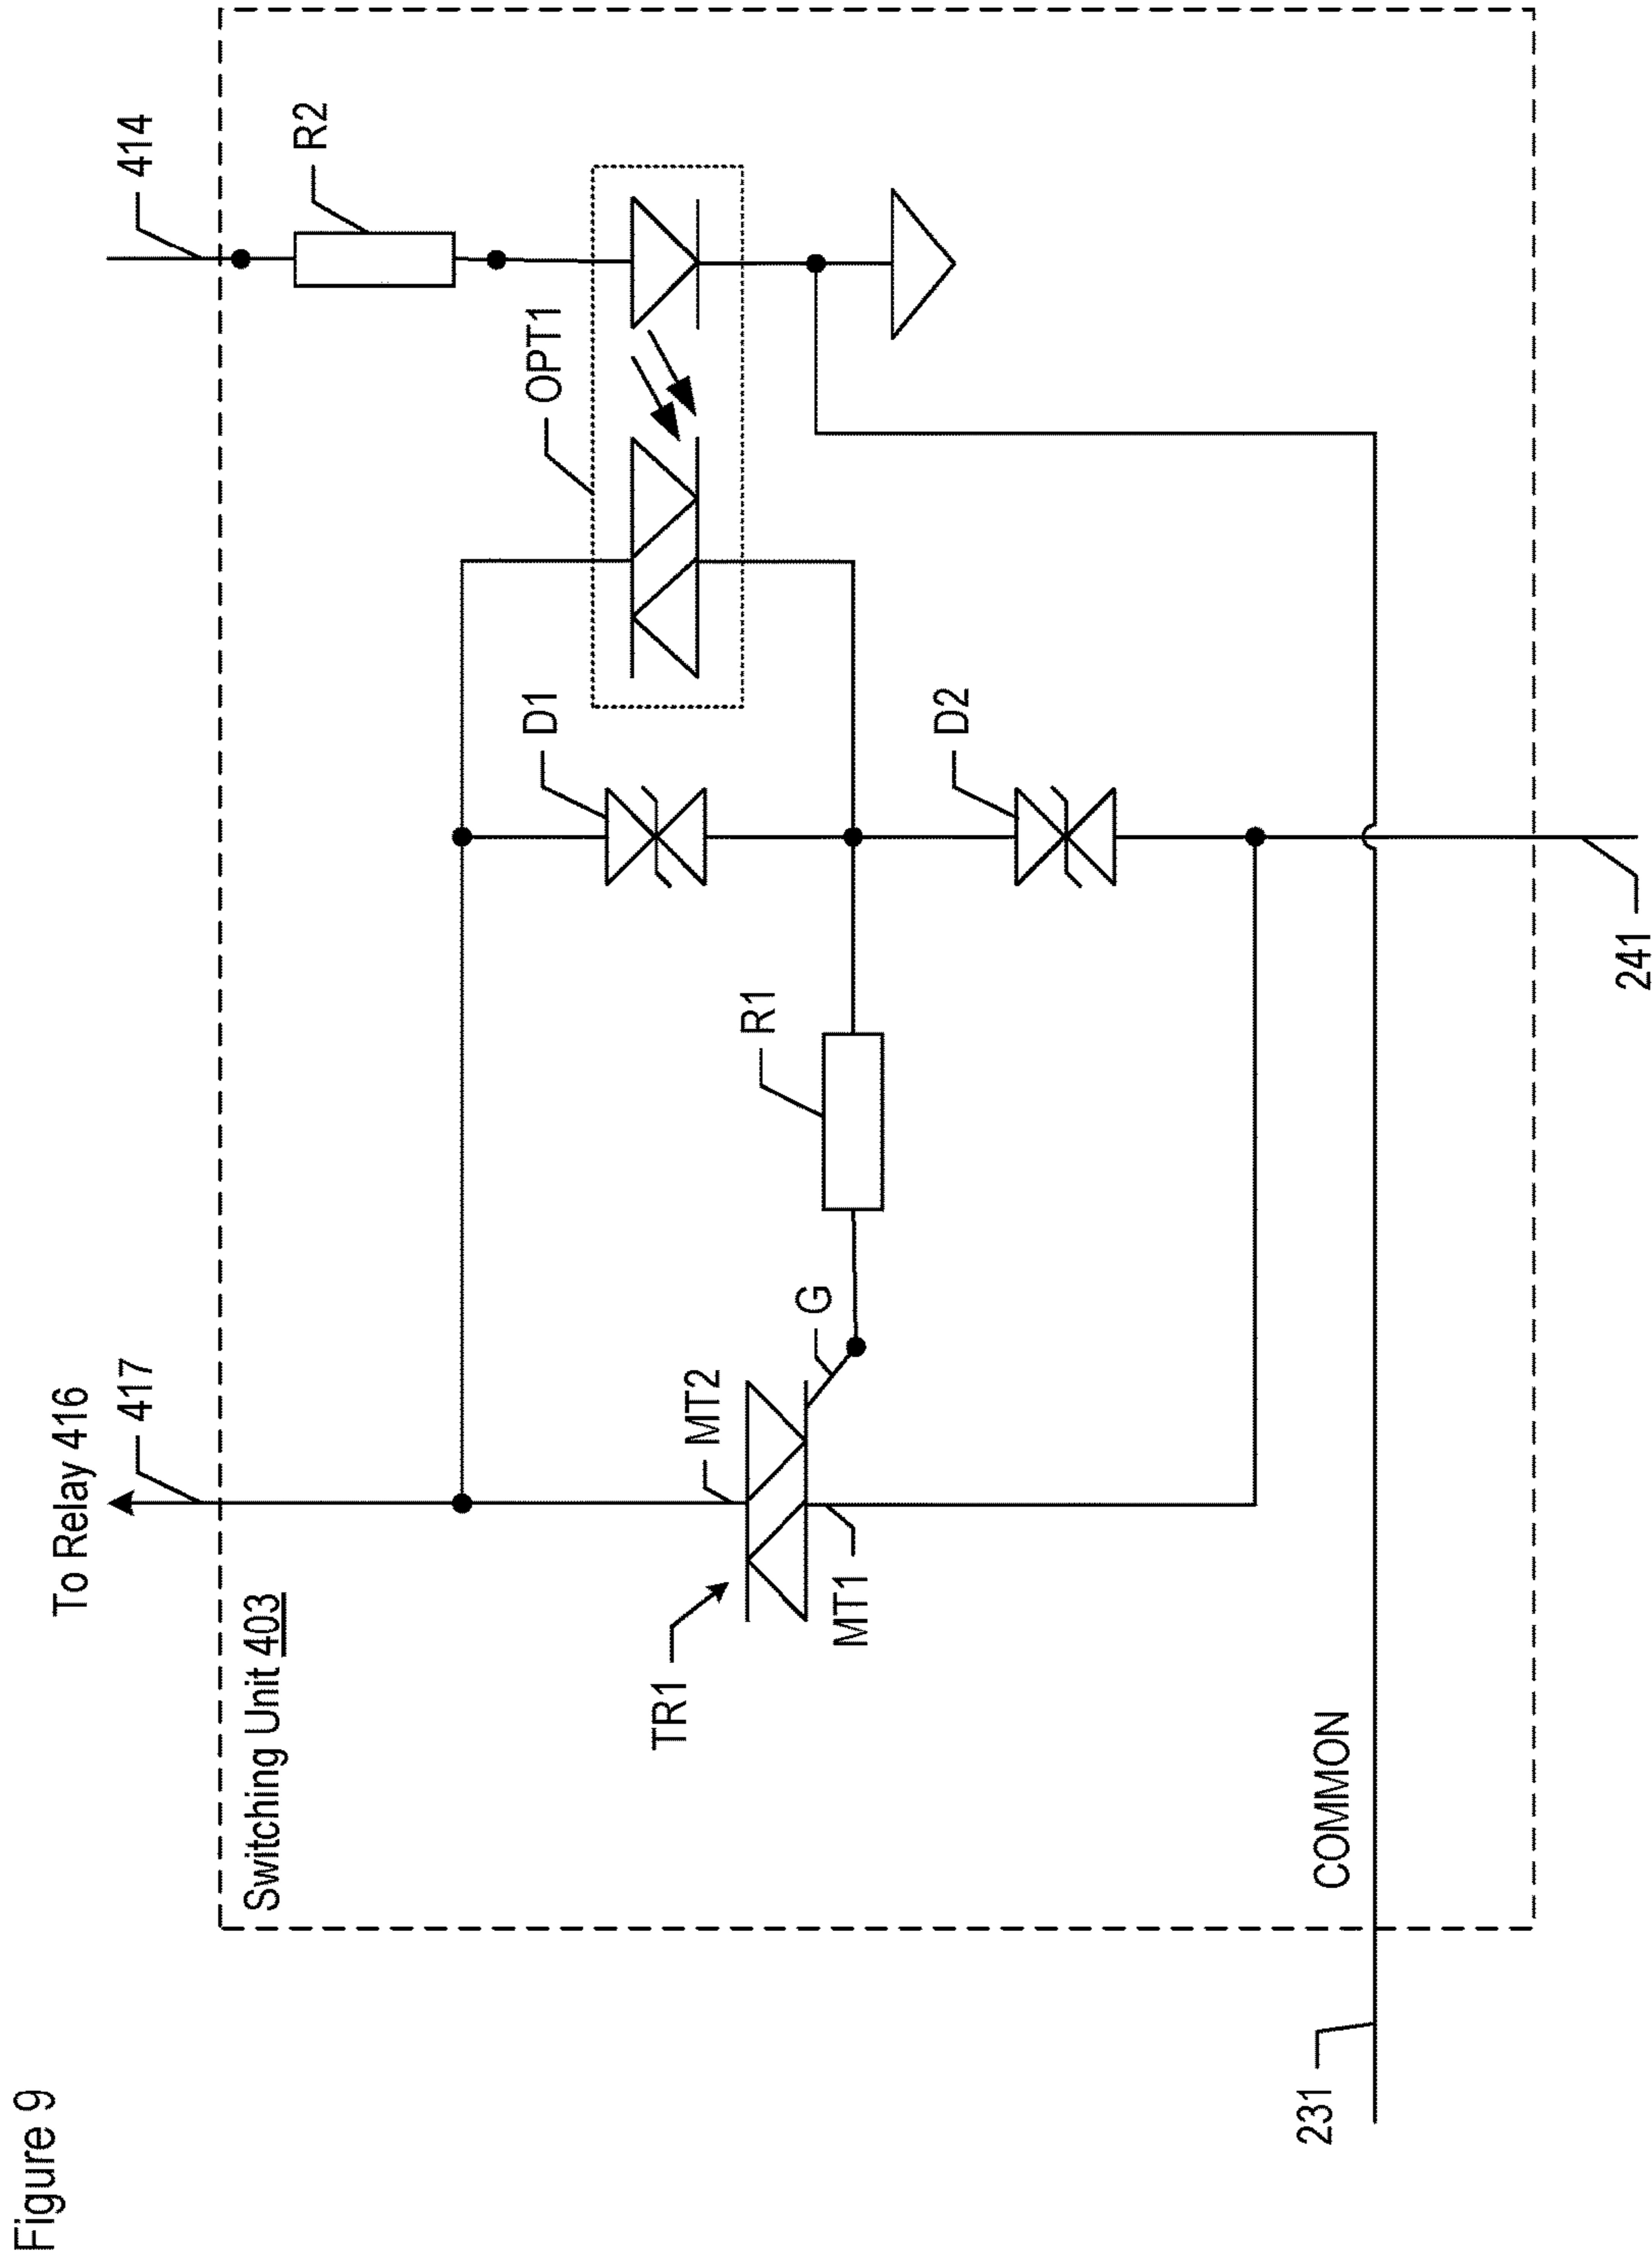 Figure 9
To Relay 416
417
414
Switching Unit 403
R2
OPT1
D1
MT2
TR1
G
R1
D2
MT1
COMMON
231
241